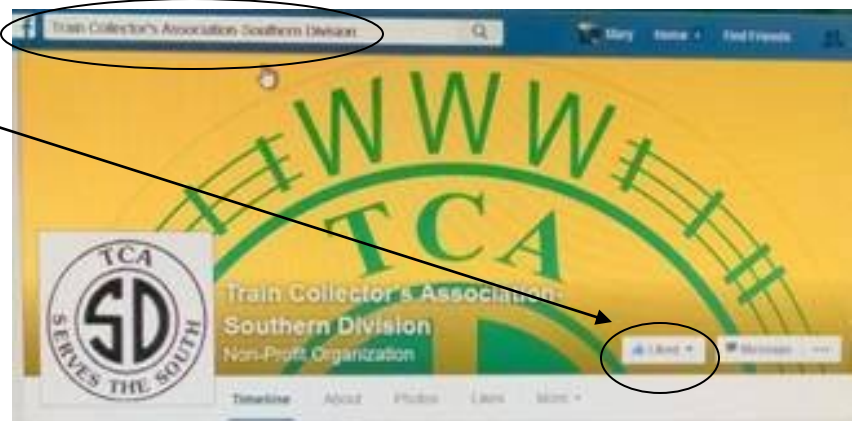 f Train Collector's Association-Southern Division
Mary Home Find Friends
WWW
TCA
TCA
SD
SERVES THE SOUTH
Train Collector's Association-
Southern Division
Non-Profit Organization
Liked Message ...
Timeline About Photos Likes More